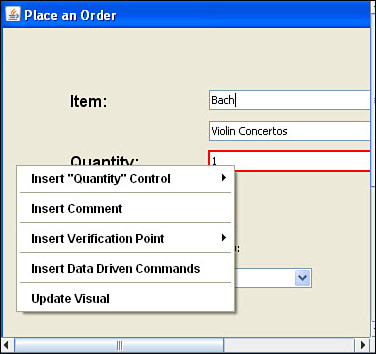 Place an Order
Item:
Bach
Violin Concertos
Quantity:
1
Insert "Quantity" Control
Insert Comment
Insert Verification Point
Insert Data Driven Commands
Update Visual